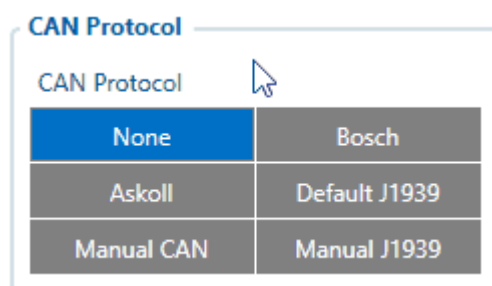 CAN Protocol
CAN Protocol
None Bosch
Askoll Default J1939
Manual CAN Manual J1939